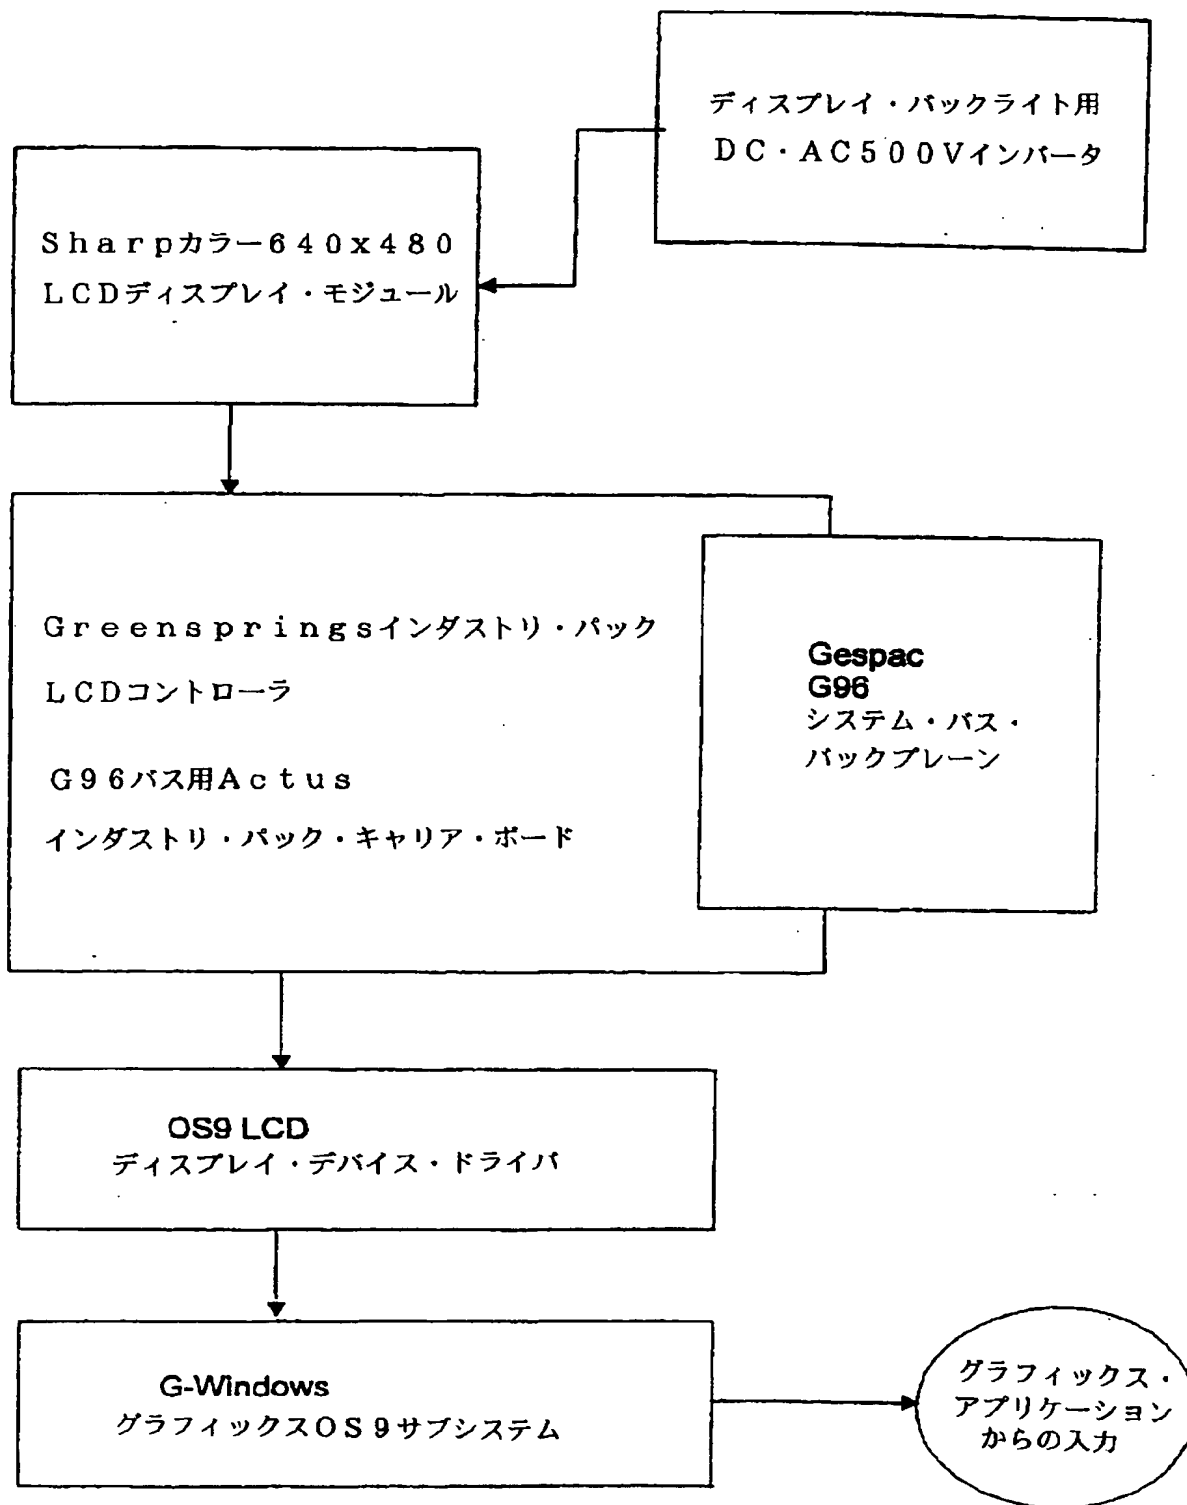 ディスプレイ・バックライト用
DC・AC500Vインバータ
Sharpカラー640x480
LCDディスプレイ・モジュール
Greenspringsインダストリ・パック
LCDコントローラ
G96バス用Actus
インダストリ・パック・キャリア・ボード
Gespac
G96
システム・バス・
バックプレーン
OS9 LCD
ディスプレイ・デバイス・ドライバ
G-Windows
グラフィックスOS9サブシステム
グラフィックス・
アプリケーション
からの入力